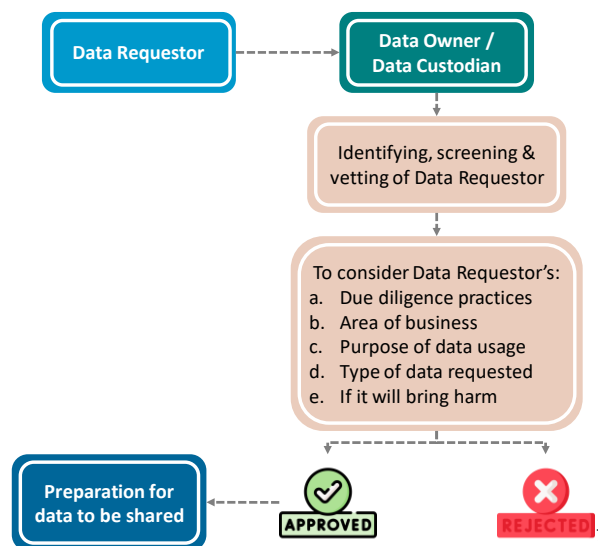 Data Requestor
Data Owner /
Data Custodian
Identifying, screening &
vetting of Data Requestor
To consider Data Requestor's:
a. Due diligence practices
b. Area of business
c. Purpose of data usage
d. Type of data requested
e. If it will bring harm
Preparation for
data to be shared
APPROVED
REJECTED.